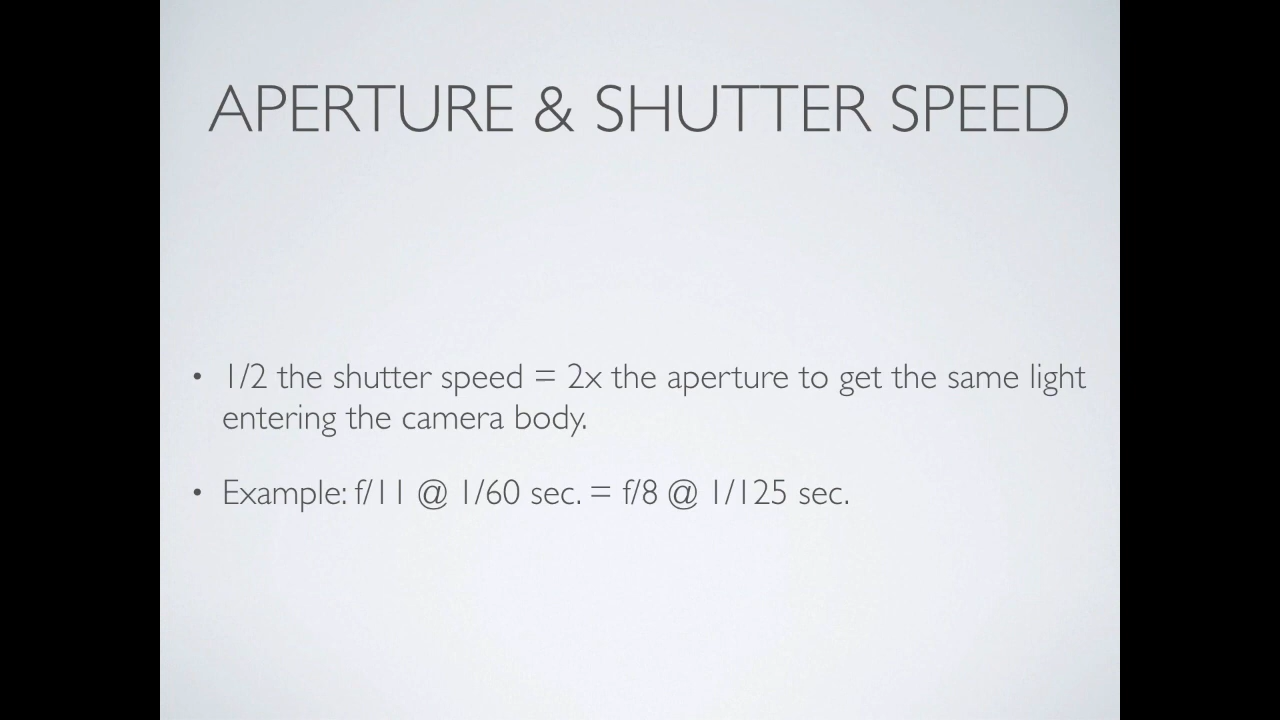 APERTURE & SHUTTER SPEED
• 1/2 the shutter speed = 2x the aperture to get the same light
entering the camera body.
• Example: f/11 @ 1/60 sec. = f/8 @ 1/125 sec.